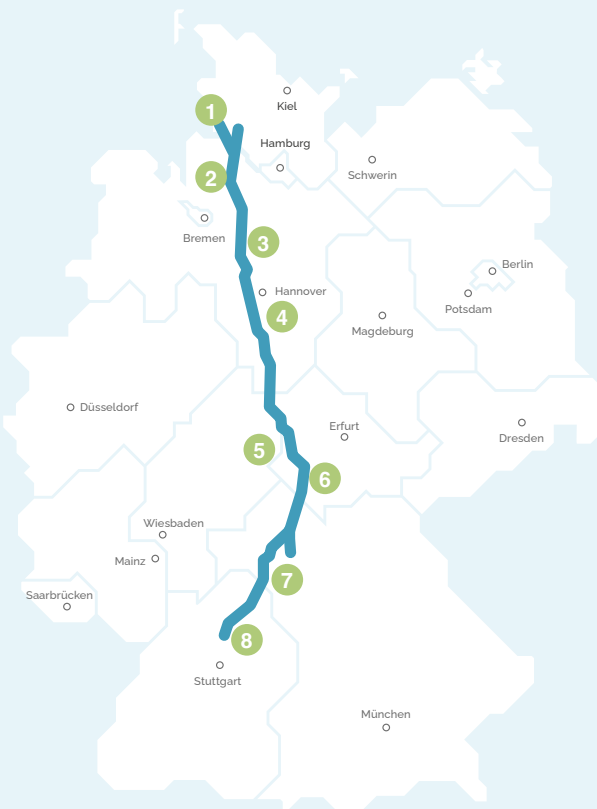 Kiel
1
Hamburg
Schwerin
2
Bremen
3
Berlin
Hannover
Potsdam
4
Magdeburg
Düsseldorf
Erfurt
Dresden
5
6
Wiesbaden
Mainz
7
Saarbrücken
8
Stuttgart
München